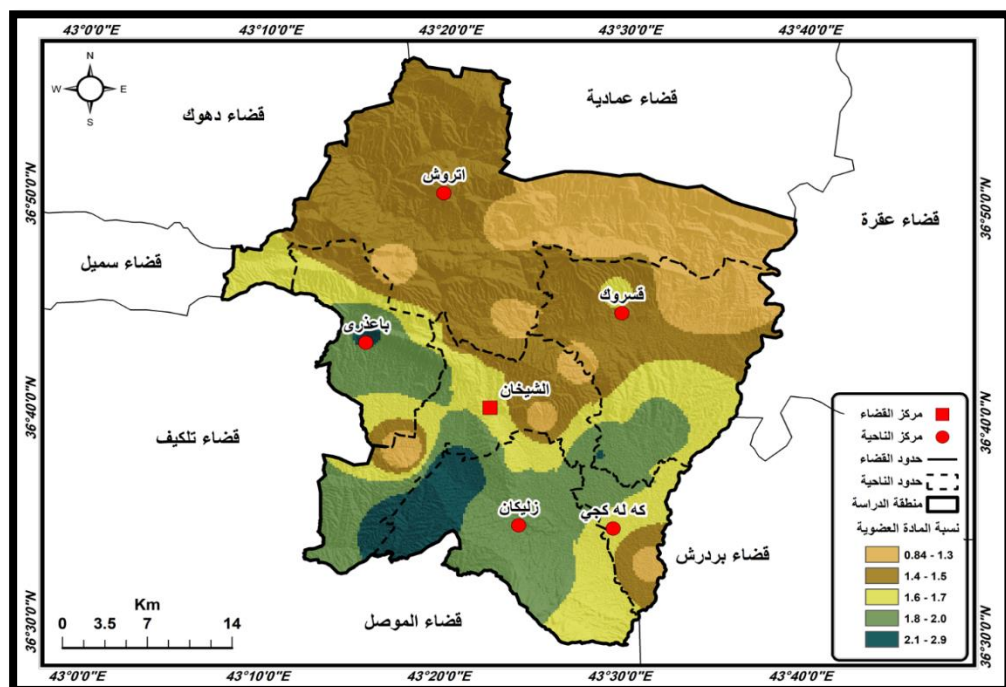 43°0'0"E 43°10'0"E 43°20'0"E 43°30'0"E 43°40'0"E
N
W E
S
قضاء دهوك
قضاء عمادية
36°50'0"N
36°50'0"N
اتروش
قضاء عقرة
قضاء سميل
قسروك
باعذرى
الشيخان
36°40'0"N
36°40'0"N
قضاء تلكيف
زليكان
كه له كجي
قضاء بردرش
قضاء الموصل
مركز القضاء
مركز الناحية
حدود القضاء
حدود الناحية
منطقة الدراسة
نسبة المادة العضوية
0.84 - 1.3
1.4 - 1.5
1.6 - 1.7
1.8 - 2.0
2.1 - 2.9
Km
0 3.5 7 14
36°30'0"N
36°30'0"N
43°0'0"E 43°10'0"E 43°20'0"E 43°30'0"E 43°40'0"E